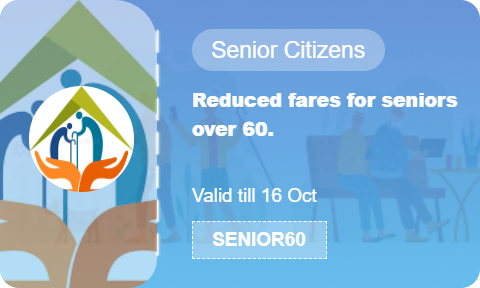 Senior Citizens
Reduced fares for seniors
over 60.
Valid till 16 Oct
SENIOR60